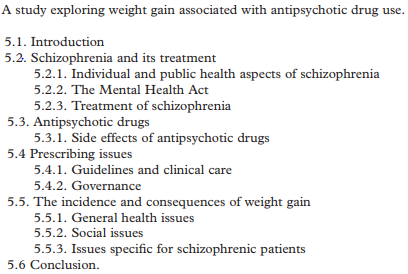 A study exploring weight gain associated with antipsychotic drug use.
5.1. Introduction
5.2. Schizophrenia and its treatment
5.2.1. Individual and public health aspects of schizophrenia
5.2.2. The Mental Health Act
5.2.3. Treatment of schizophrenia
5.3. Antipsychotic drugs
5.3.1. Side effects of antipsychotic drugs
5.4 Prescribing issues
5.4.1. Guidelines and clinical care
5.4.2. Governance
5.5. The incidence and consequences of weight gain
5.5.1. General health issues
5.5.2. Social issues
5.5.3. Issues specific for schizophrenic patients
5.6 Conclusion.